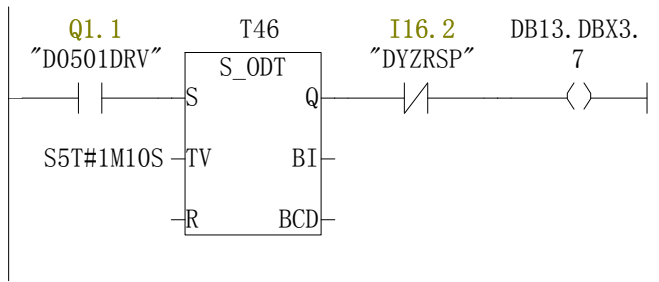 Q1.1 T46 I16.2 DB13.DBX3.
"D0501DRV" "DYZRSP" 7
S_ODT
S Q
S5T#1M10S TV BI
R BCD